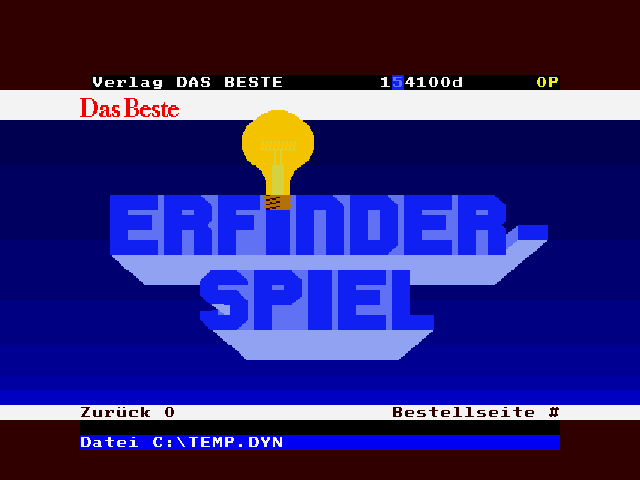 Verlag DAS BESTE 154100d OP
Das Beste
ERFINDER-
SPIEL
Zurück 0 Bestellseite #
Datei C:\TEMP.DYN